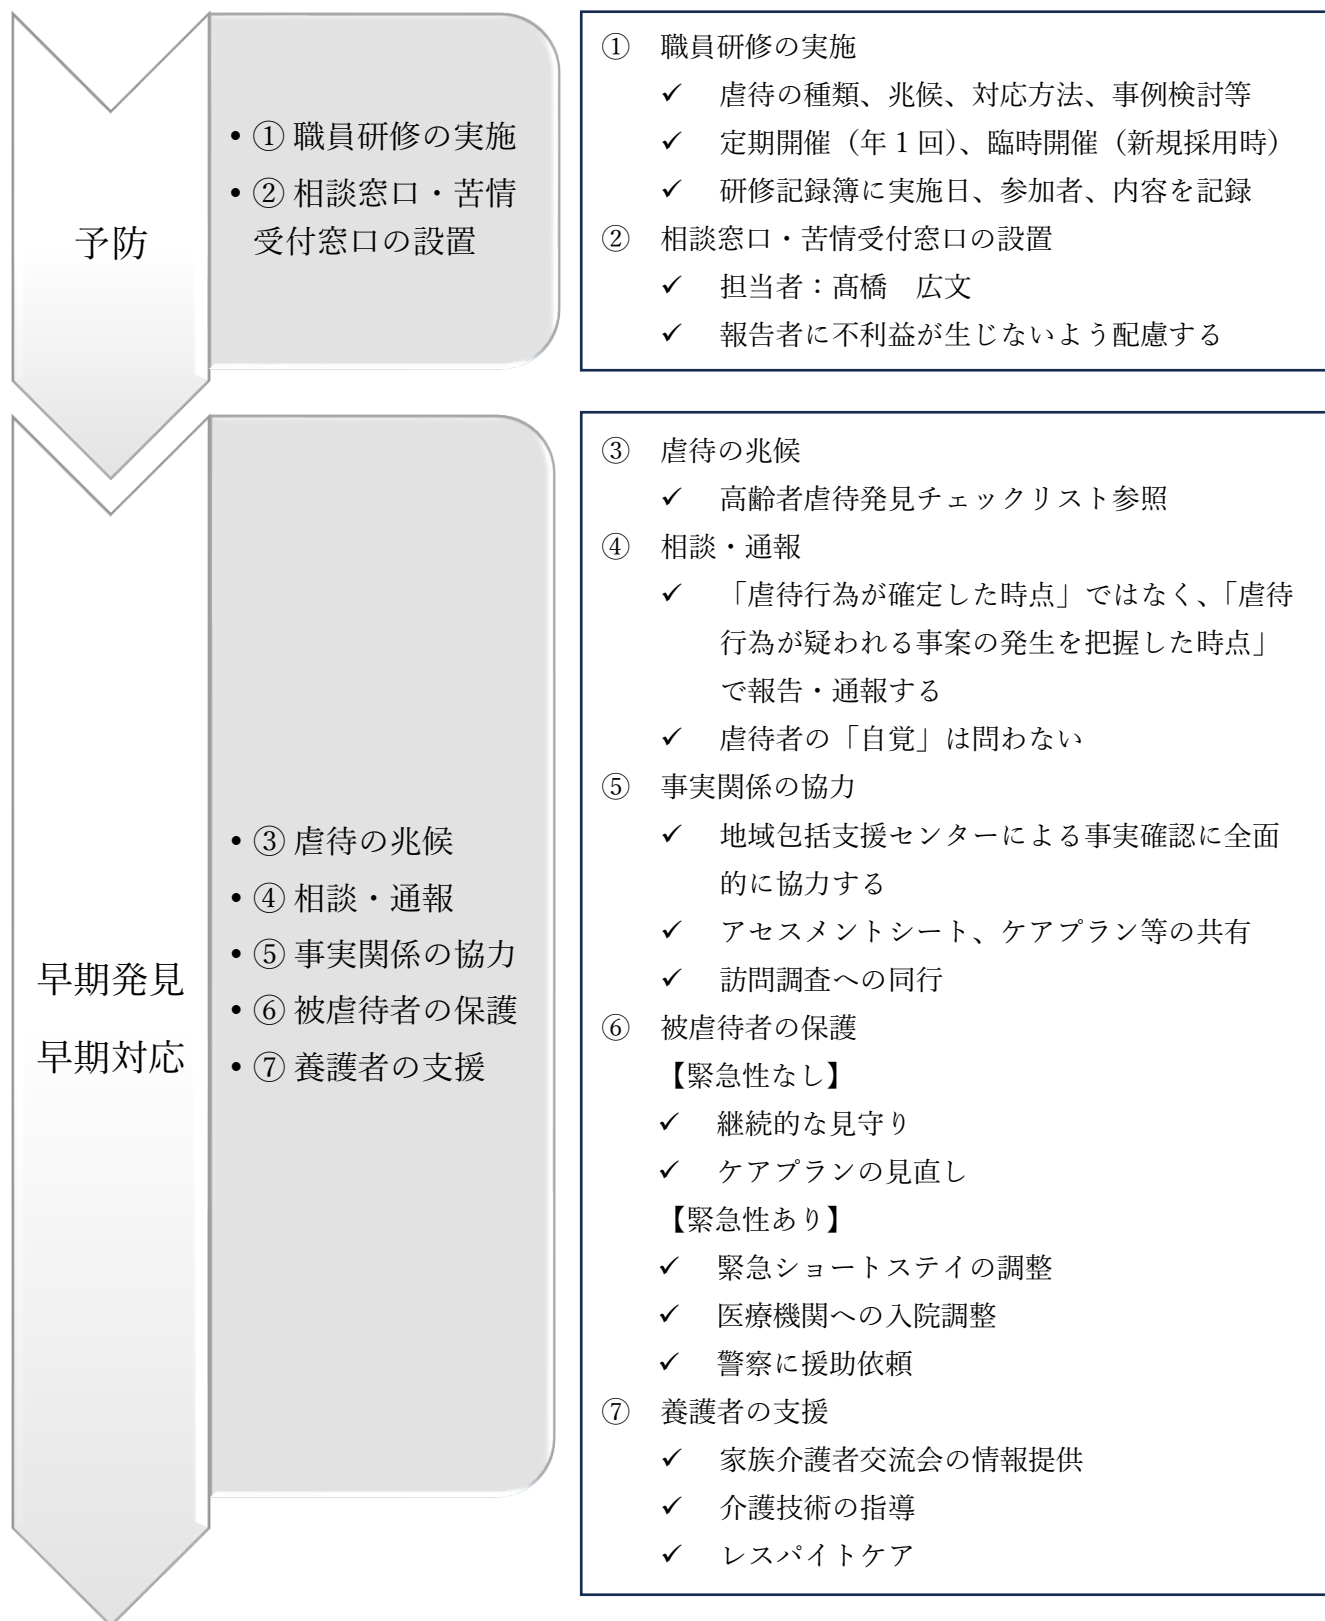 予防
• ① 職員研修の実施
• ② 相談窓口・苦情
受付窓口の設置
① 職員研修の実施
✓ 虐待の種類、兆候、対応方法、事例検討等
✓ 定期開催（年１回）、臨時開催（新規採用時）
✓ 研修記録簿に実施日、参加者、内容を記録
② 相談窓口・苦情受付窓口の設置
✓ 担当者：髙橋　広文
✓ 報告者に不利益が生じないよう配慮する
早期発見
早期対応
• ③ 虐待の兆候
• ④ 相談・通報
• ⑤ 事実関係の協力
• ⑥ 被虐待者の保護
• ⑦ 養護者の支援
③ 虐待の兆候
✓ 高齢者虐待発見チェックリスト参照
④ 相談・通報
✓ 「虐待行為が確定した時点」ではなく、「虐待
行為が疑われる事案の発生を把握した時点」
で報告・通報する
✓ 虐待者の「自覚」は問わない
⑤ 事実関係の協力
✓ 地域包括支援センターによる事実確認に全面
的に協力する
✓ アセスメントシート、ケアプラン等の共有
✓ 訪問調査への同行
⑥ 被虐待者の保護
【緊急性なし】
✓ 継続的な見守り
✓ ケアプランの見直し
【緊急性あり】
✓ 緊急ショートステイの調整
✓ 医療機関への入院調整
✓ 警察に援助依頼
⑦ 養護者の支援
✓ 家族介護者交流会の情報提供
✓ 介護技術の指導
✓ レスパイトケア